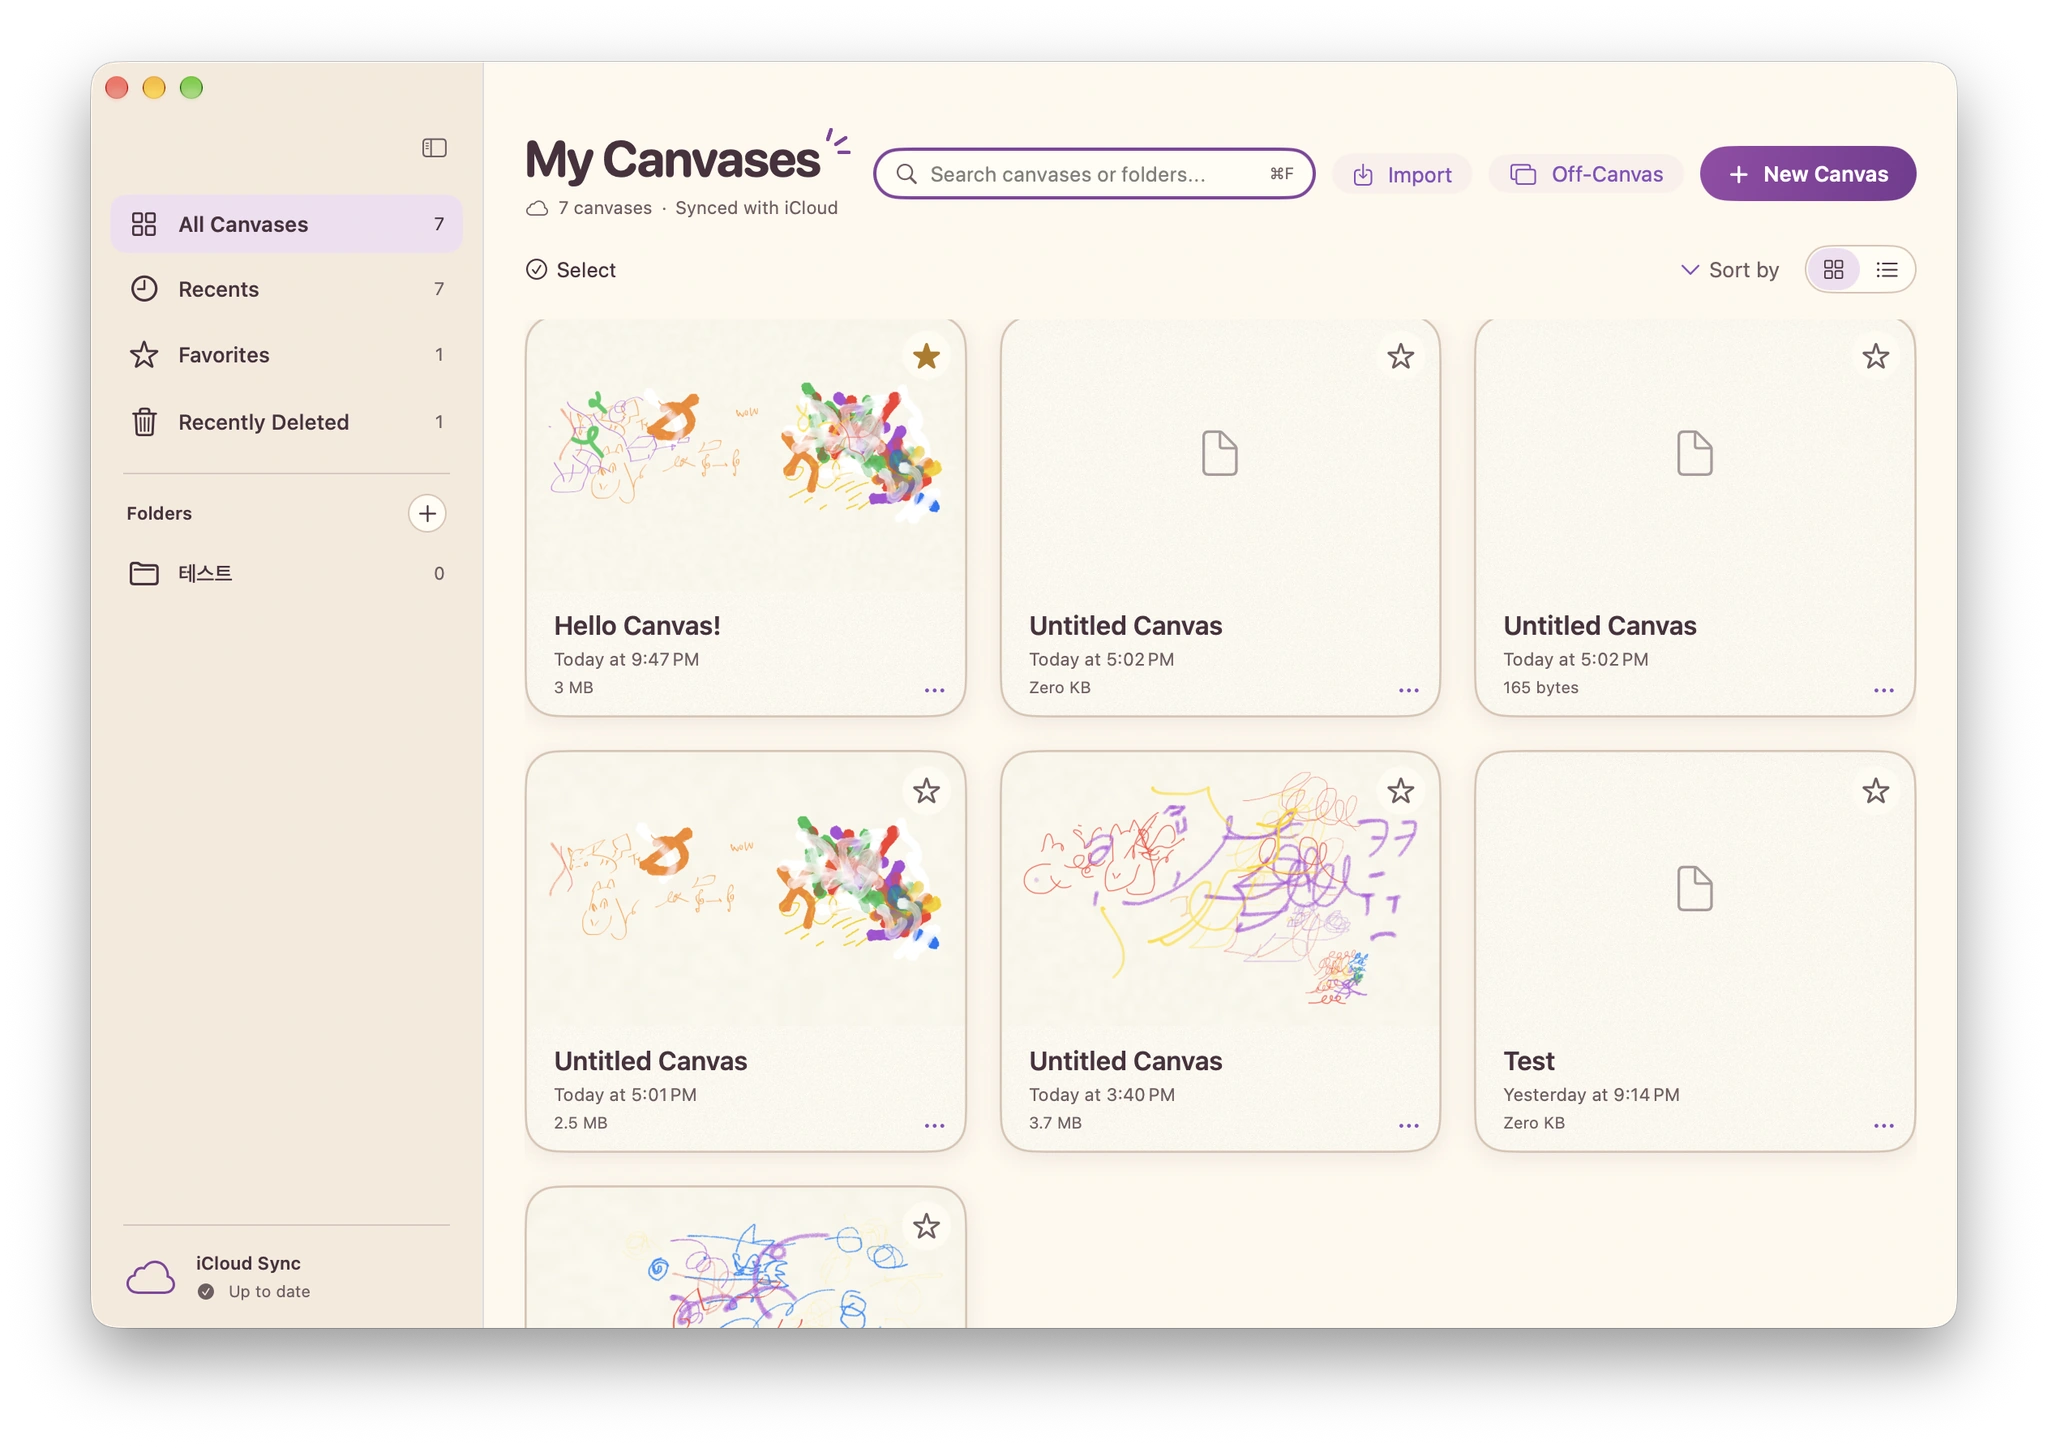 My Canvases
Search canvases or folders... ⌘F
Import
Off-Canvas
+ New Canvas
7 canvases · Synced with iCloud
All Canvases 7
Recents 7
Favorites 1
Recently Deleted 1
Folders
테스트 0
iCloud Sync
Up to date
Select
Sort by
wow
Hello Canvas!
Today at 9:47 PM
3 MB
Untitled Canvas
Today at 5:02 PM
Zero KB
Untitled Canvas
Today at 5:02 PM
165 bytes
wow
Untitled Canvas
Today at 5:01 PM
2.5 MB
Untitled Canvas
Today at 3:40 PM
3.7 MB
Test
Yesterday at 9:14 PM
Zero KB